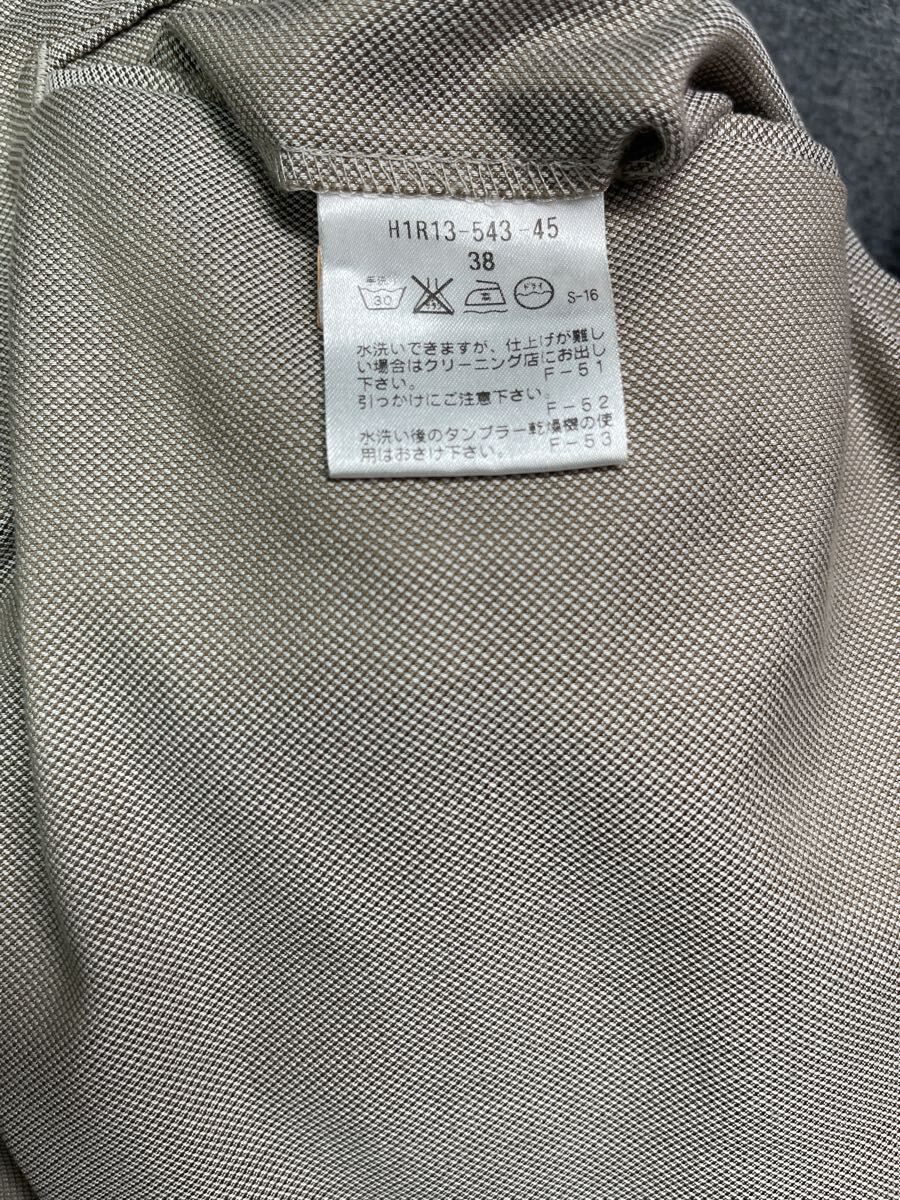 H1R13-543-45
38
手洗イ
30
高
ドライ
S-16
水洗いできますが、仕上げが難し
い場合はクリーニング店にお出し
下さい。 F-51
引っかけにご注意下さい。
F-52
水洗い後のタンブラー乾燥機の使
用はおさけ下さい。 F-53